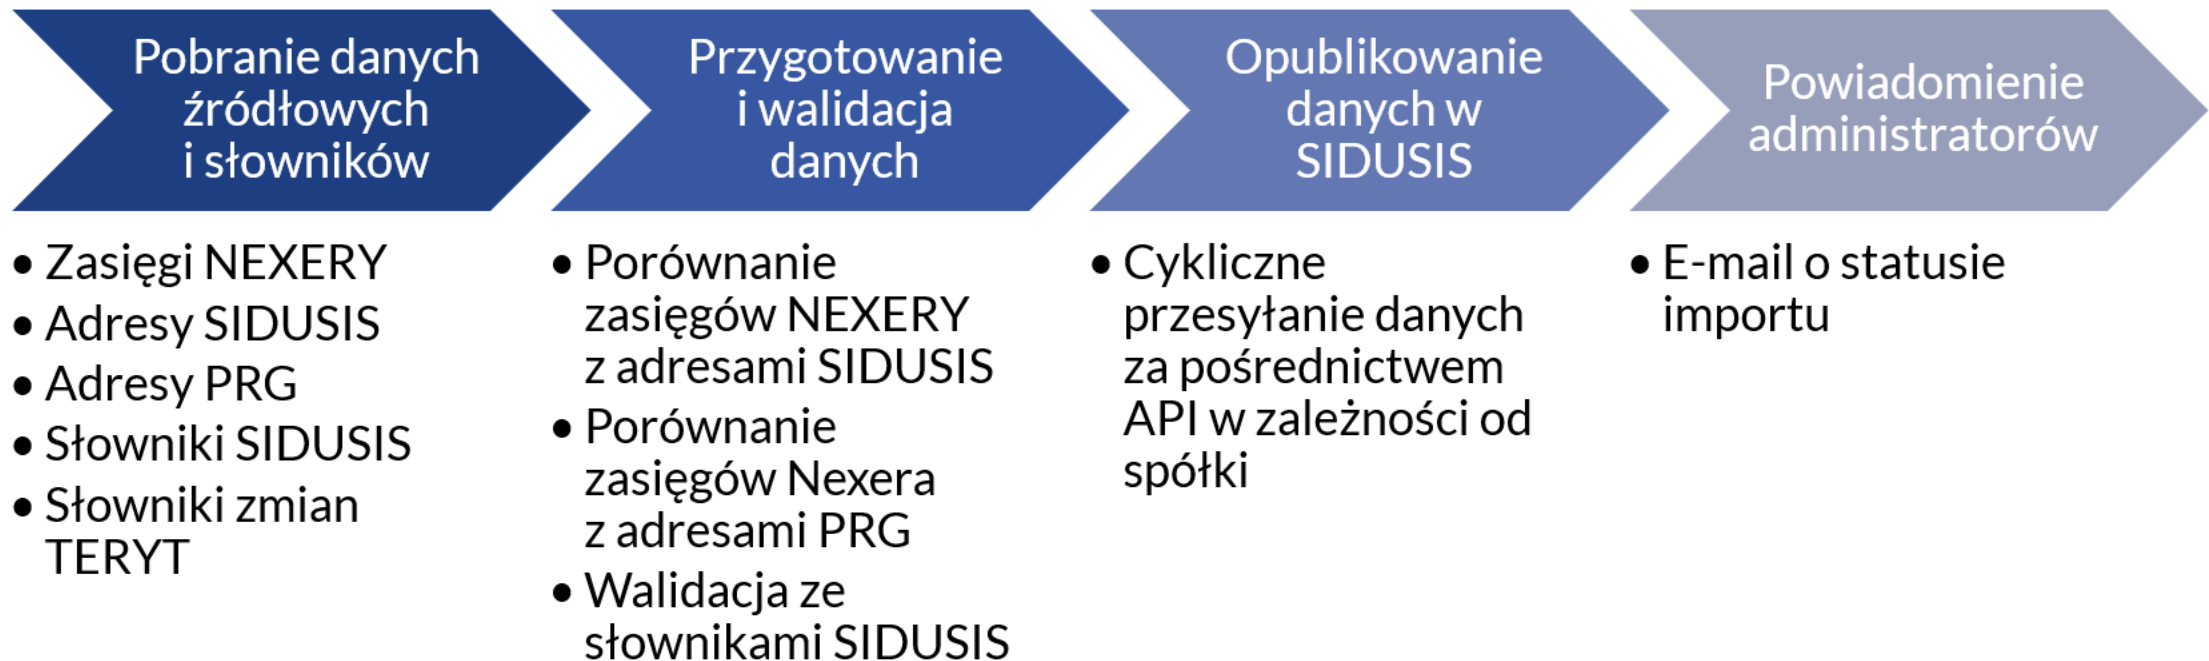 Pobranie danych
źródłowych
i słowników
• Zasięgi NEXERY
• Adresy SIDUSIS
• Adresy PRG
• Słowniki SIDUSIS
• Słowniki zmian
TERYT
Przygotowanie
i walidacja
danych
• Porównanie
zasięgów NEXERY
z adresami SIDUSIS
• Porównanie
zasięgów Nexera
z adresami PRG
• Walidacja ze
słownikami SIDUSIS
Opublikowanie
danych w
SIDUSIS
• Cykliczne
przesyłanie danych
za pośrednictwem
API w zależności od
spółki
Powiadomienie
administratorów
• E-mail o statusie
importu